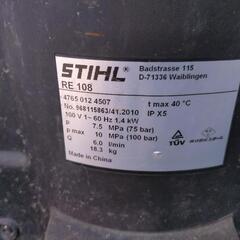 STIHL
Badstrasse 115
D-71336 Waiblingen
RE 108
4765 012 4507
t max 40 °C
No. 968115863/41.2010
IP X5
100 V 1~ 60 Hz 1.4 kW
P 7.5 MPa (75 bar)
p max 10 MPa (100 bar)
Q 6.0 l/min
18.3 kg
Made in China
TÜV